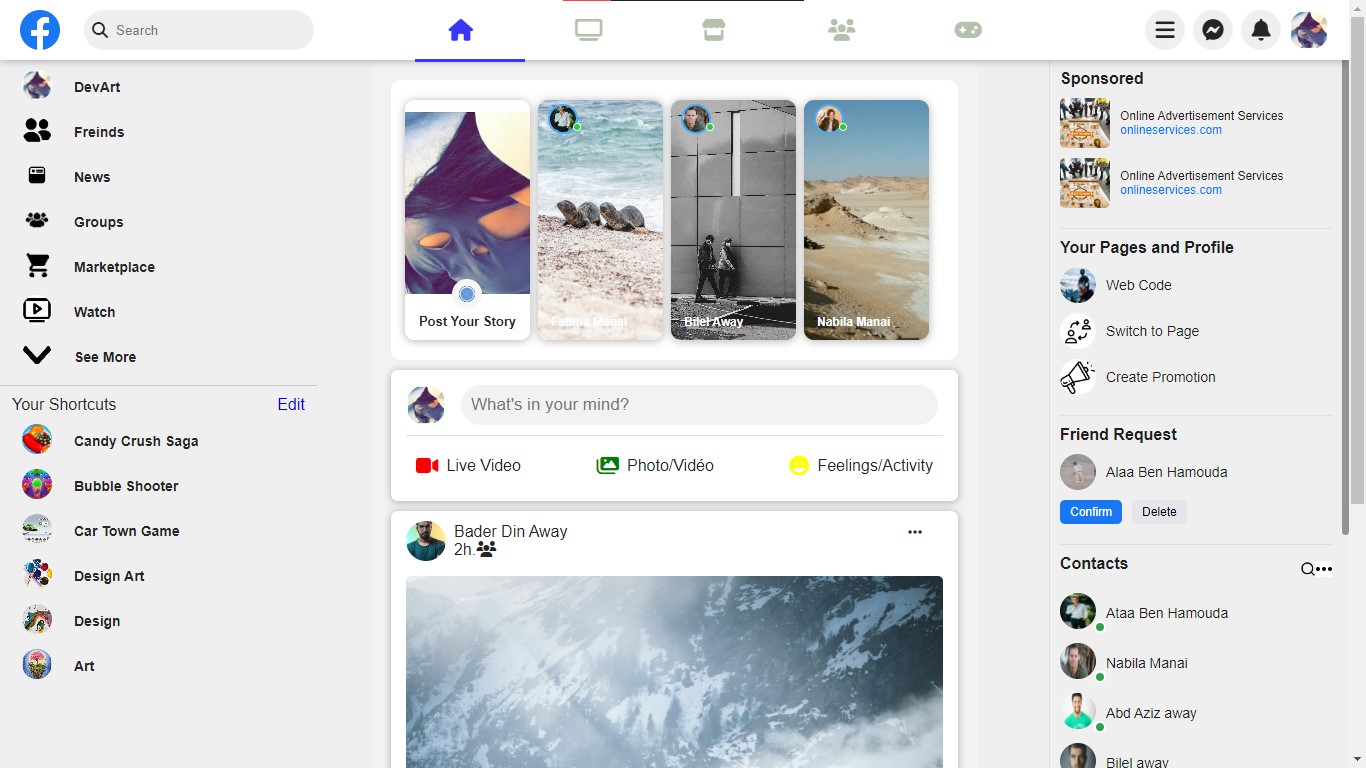 Search
DevArt
Freinds
News
Groups
Marketplace
Watch
See More
Your Shortcuts Edit
Candy Crush Saga
Bubble Shooter
Car Town Game
Design Art
Design
Art
Post Your Story
Fatima Manai
Bilel Away
Nabila Manai
What's in your mind?
Live Video
Photo/Vidéo
Feelings/Activity
Bader Din Away
2h.
Sponsored
Online Advertisement Services
onlineservices.com
Online Advertisement Services
onlineservices.com
Your Pages and Profile
Web Code
Switch to Page
Create Promotion
Friend Request
Alaa Ben Hamouda
Confirm Delete
Contacts
Ataa Ben Hamouda
Nabila Manai
Abd Aziz away
Bilel away